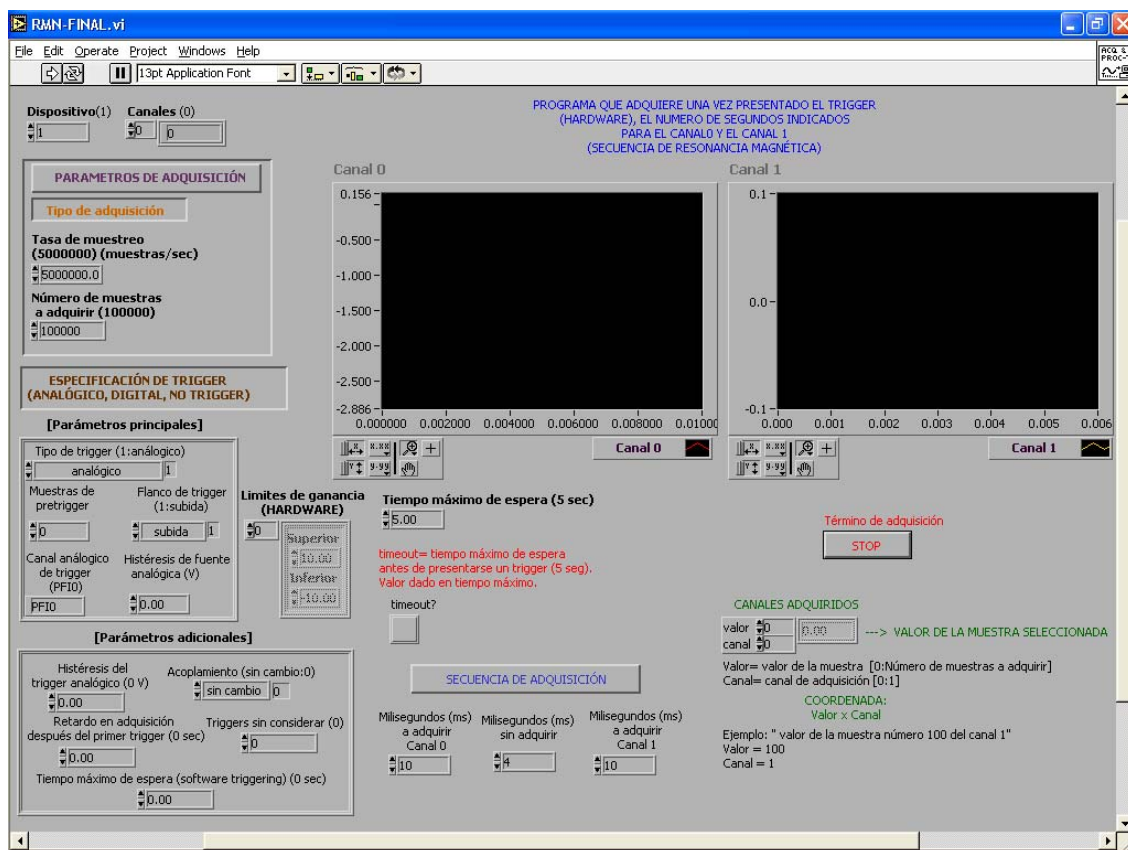 RMN-FINAL.vi
File Edit Operate Project Windows Help
13pt Application Font
ACQ &
PROC-
Dispositivo(1) Canales (0)
1 0 0
PROGRAMA QUE ADQUIERE UNA VEZ PRESENTADO EL TRIGGER
(HARDWARE), EL NUMERO DE SEGUNDOS INDICADOS
PARA EL CANAL0 Y EL CANAL 1
(SECUENCIA DE RESONANCIA MAGNÉTICA)
PARAMETROS DE ADQUISICIÓN
Tipo de adquisición
Tasa de muestreo
(5000000) (muestras/sec)
5000000.0
Número de muestras
a adquirir (100000)
100000
Canal 0
0.156
-0.500
-1.000
-1.500
-2.000
-2.500
-2.886
0.000000 0.002000 0.004000 0.006000 0.008000 0.01000
X.XX
Y.YY
Canal 0
Canal 1
0.1
0.0
-0.1
0.000 0.001 0.002 0.003 0.004 0.005 0.006
X.XX
Y.YY
Canal 1
ESPECIFICACIÓN DE TRIGGER
(ANALÓGICO, DIGITAL, NO TRIGGER)
[Parámetros principales]
Tipo de trigger (1:análogico)
analógico 1
Muestras de
pretrigger
0
Flanco de trigger
(1:subida)
subida 1
Canal análogico
de trigger
(PFI0)
PFI0
Histéresis de fuente
analógica (V)
0.00
Limites de ganancia
(HARDWARE)
0
Superior
10.00
Inferior
-10.00
Tiempo máximo de espera (5 sec)
5.00
timeout= tiempo máximo de espera
antes de presentarse un trigger (5 seg).
Valor dado en tiempo máximo.
timeout?
Término de adquisición
STOP
CANALES ADQUIRIDOS
valor 0 0.00 ---> VALOR DE LA MUESTRA SELECCIONADA
canal 0
Valor= valor de la muestra [0:Número de muestras a adquirir]
Canal= canal de adquisición [0:1]
COORDENADA:
Valor x Canal
Ejemplo: " valor de la muestra número 100 del canal 1"
Valor = 100
Canal = 1
[Parámetros adicionales]
Histéresis del
trigger analógico (0 V)
0.00
Acoplamiento (sin cambio:0)
sin cambio 0
Retardo en adquisición
después del primer trigger (0 sec)
0.00
Triggers sin considerar (0)
0
Tiempo máximo de espera (software triggering) (0 sec)
0.00
SECUENCIA DE ADQUISICIÓN
Milisegundos (ms)
a adquirir
Canal 0
10
Milisegundos (ms)
sin adquirir
4
Milisegundos (ms)
a adquirir
Canal 1
10